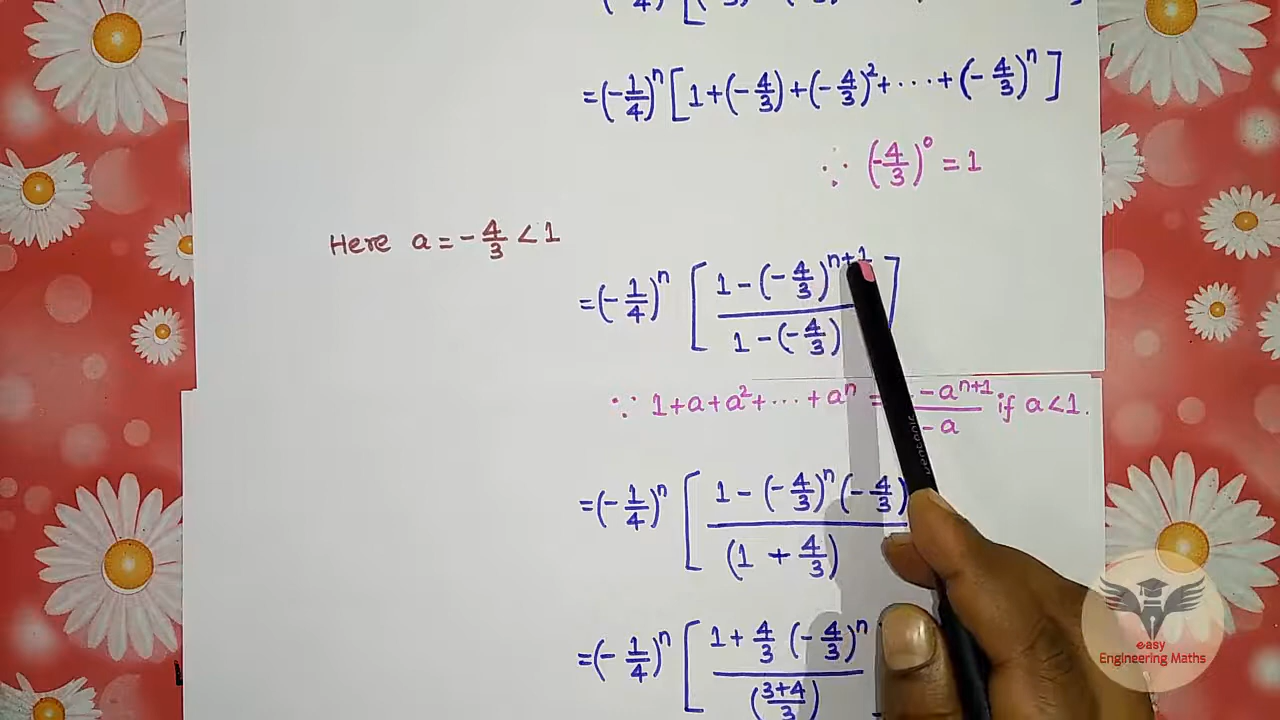 =(-1/4)^n [1+(-4/3)+(-4/3)^2+...+(-4/3)^n]
∵ (-4/3)^0 = 1
Here a = -4/3 < 1
=(-1/4)^n [ (1-(-4/3)^(n+1)) / (1-(-4/3)) ]
∵ 1+a+a^2+...+a^n = -a^(n+1) / -a if a<1.
=(-1/4)^n [ (1-(-4/3)^n (-4/3)) / (1+4/3)
=(-1/4)^n [ (1+4/3 (-4/3)^n) / ((3+4)/3)
easy
Engineering Maths